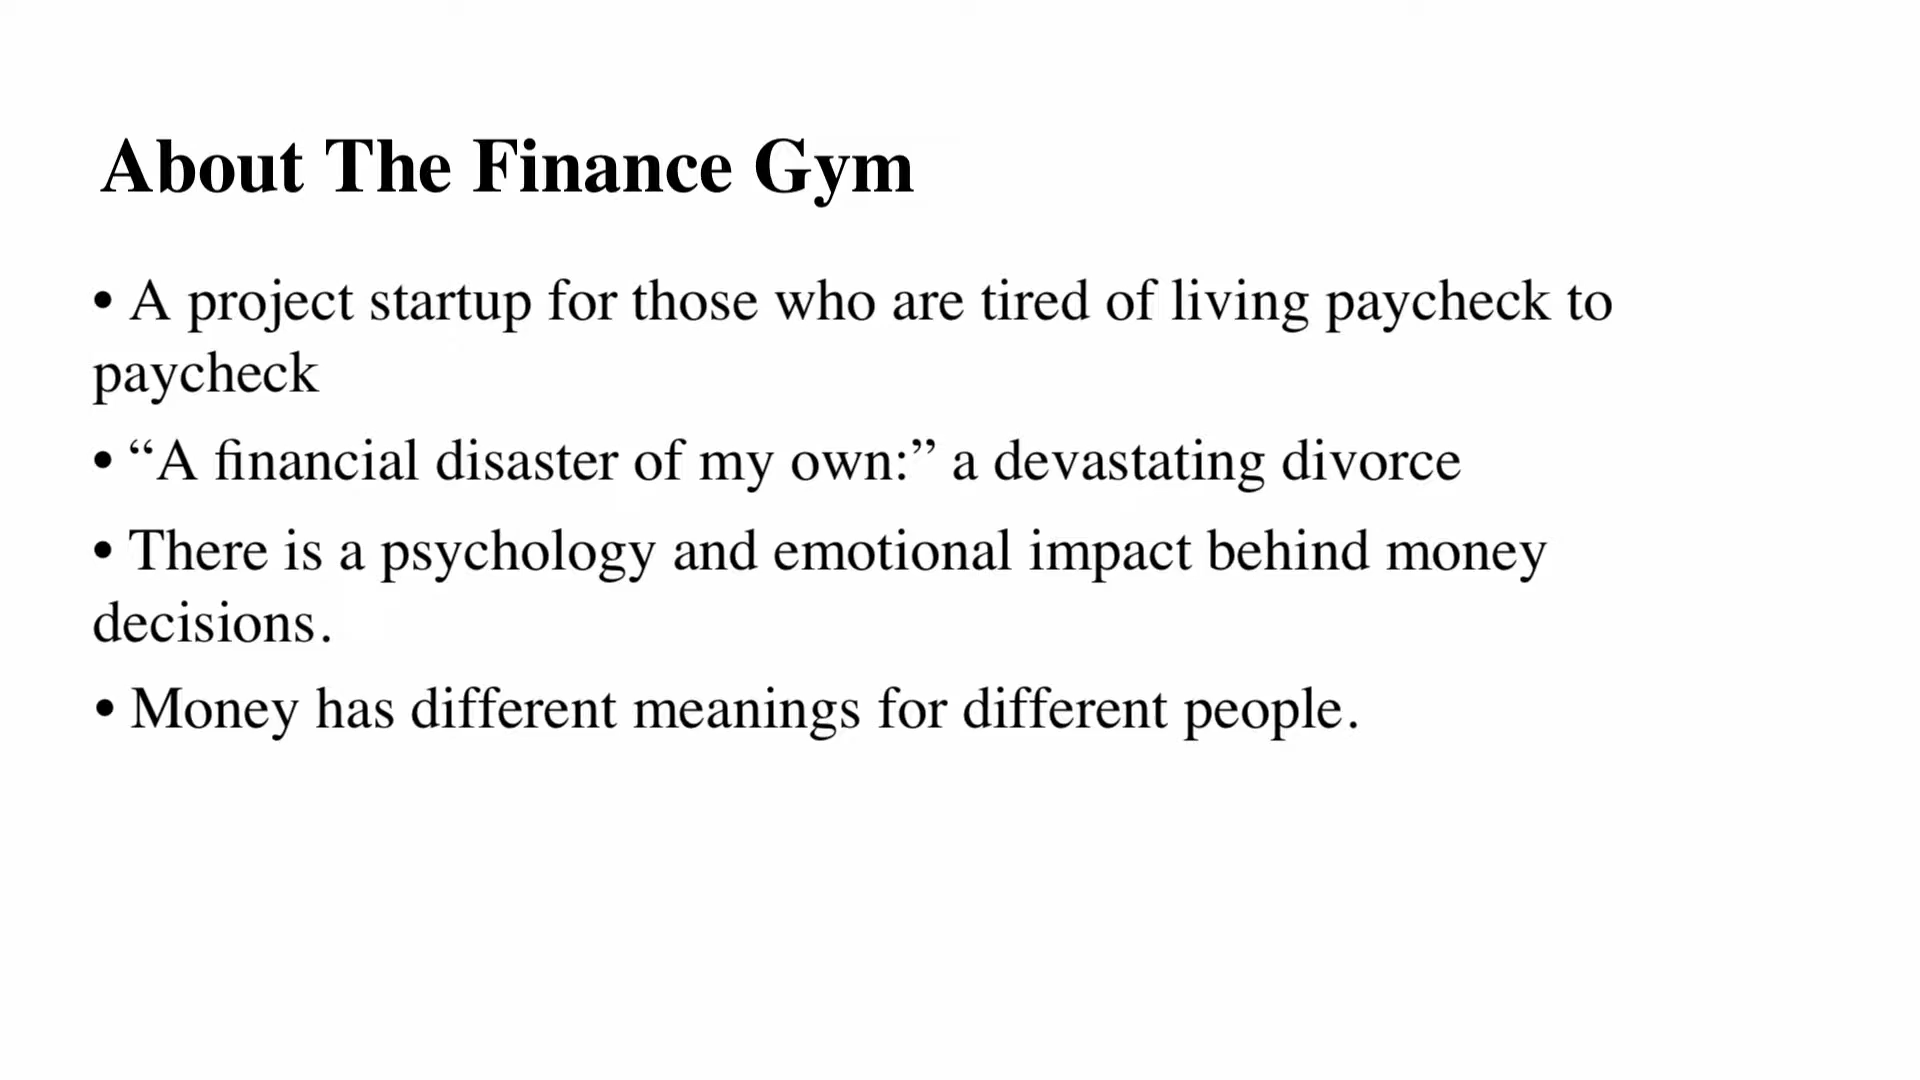 About The Finance Gym
• A project startup for those who are tired of living paycheck to
paycheck
• “A financial disaster of my own:” a devastating divorce
• There is a psychology and emotional impact behind money
decisions.
• Money has different meanings for different people.